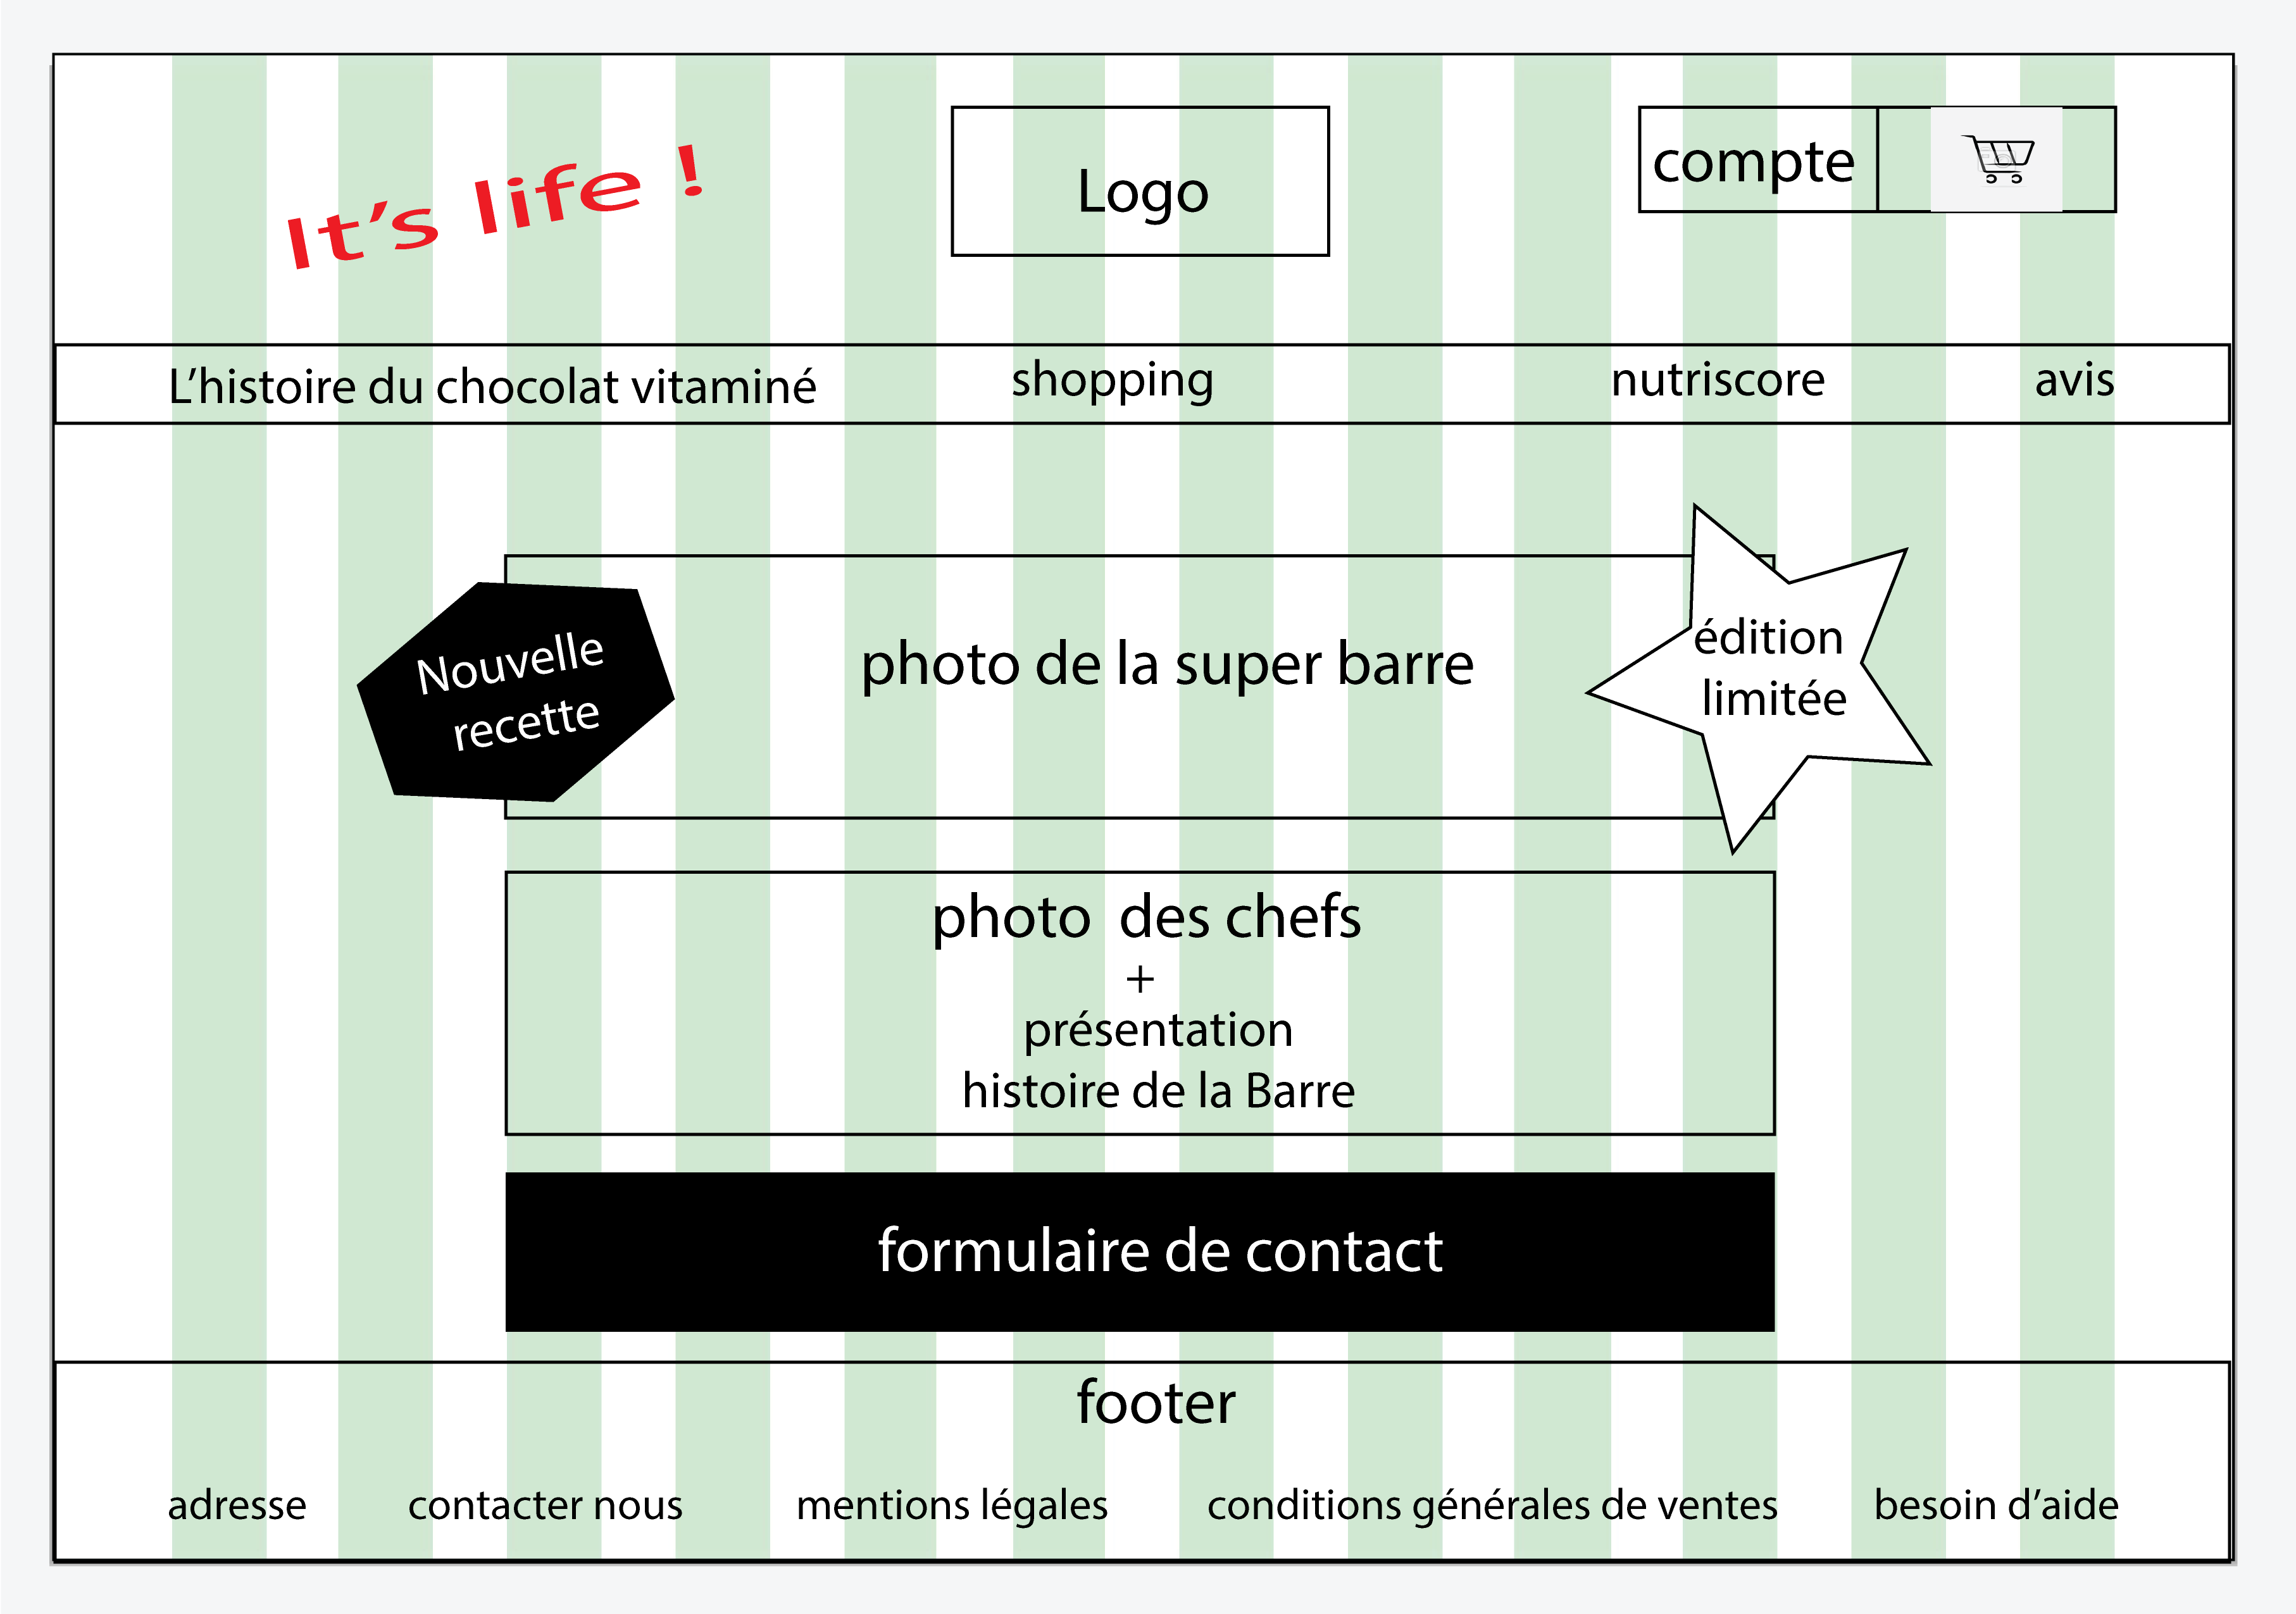 It's life !
Logo
compte
L'histoire du chocolat vitaminé
shopping
nutriscore
avis
Nouvelle
recette
photo de la super barre
édition
limitée
photo des chefs
+
présentation
histoire de la Barre
formulaire de contact
footer
adresse
contacter nous
mentions légales
conditions générales de ventes
besoin d'aide